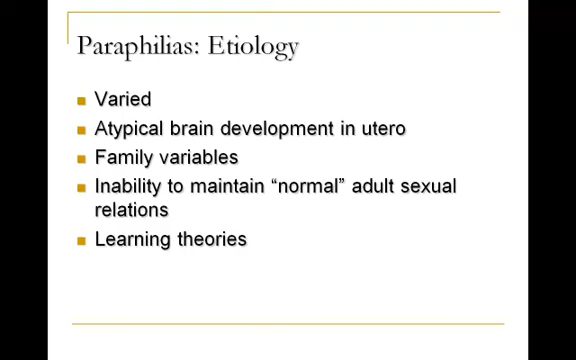 Paraphilias: Etiology
Varied
Atypical brain development in utero
Family variables
Inability to maintain “normal” adult sexual
relations
Learning theories